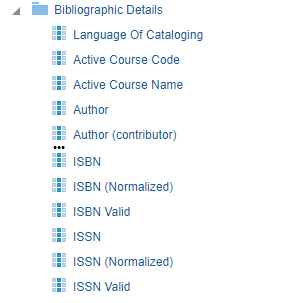 Bibliographic Details
Language Of Cataloging
Active Course Code
Active Course Name
Author
Author (contributor)
•••
ISBN
ISBN (Normalized)
ISBN Valid
ISSN
ISSN (Normalized)
ISSN Valid